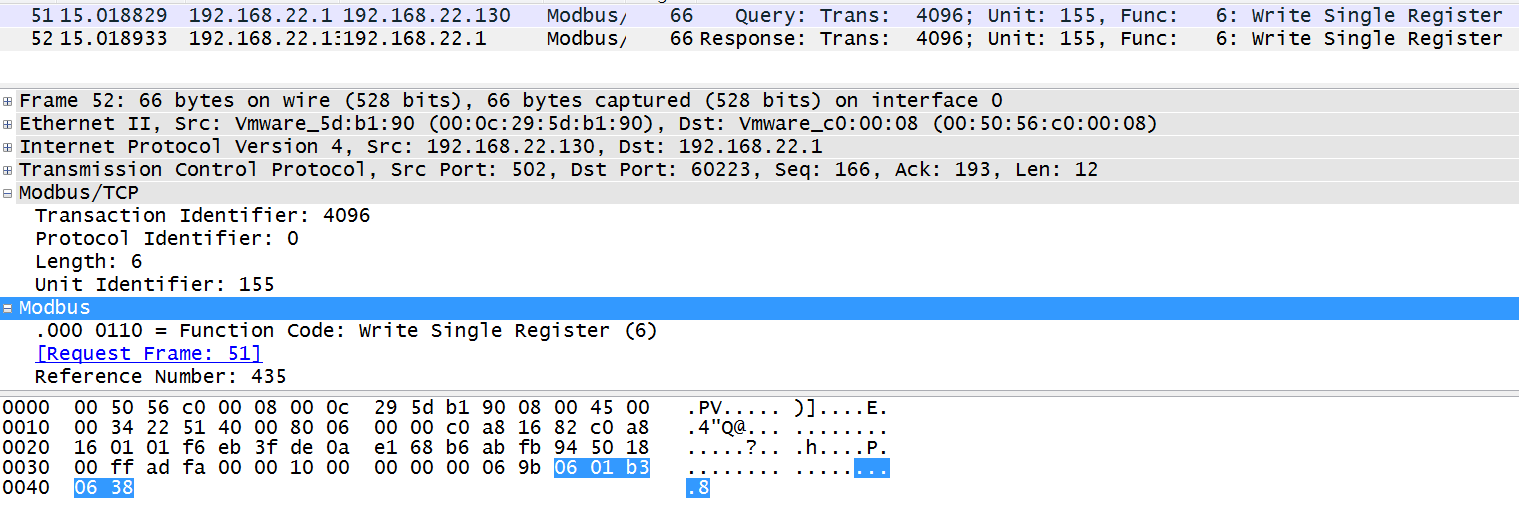 51 15.018829 192.168.22.1 192.168.22.130 Modbus/ 66 Query: Trans: 4096; Unit: 155, Func: 6: Write Single Register
52 15.018933 192.168.22.13 192.168.22.1 Modbus/ 66 Response: Trans: 4096; Unit: 155, Func: 6: Write Single Register
Frame 52: 66 bytes on wire (528 bits), 66 bytes captured (528 bits) on interface 0
Ethernet II, Src: Vmware_5d:b1:90 (00:0c:29:5d:b1:90), Dst: Vmware_c0:00:08 (00:50:56:c0:00:08)
Internet Protocol Version 4, Src: 192.168.22.130, Dst: 192.168.22.1
Transmission Control Protocol, Src Port: 502, Dst Port: 60223, Seq: 166, Ack: 193, Len: 12
Modbus/TCP
Transaction Identifier: 4096
Protocol Identifier: 0
Length: 6
Unit Identifier: 155
Modbus
.000 0110 = Function Code: Write Single Register (6)
[Request Frame: 51]
Reference Number: 435
0000 00 50 56 c0 00 08 00 0c 29 5d b1 90 08 00 45 00 .PV..... )]....E.
0010 00 34 22 51 40 00 80 06 00 00 c0 a8 16 82 c0 a8 .4"Q@... ........
0020 16 01 01 f6 eb 3f de 0a e1 68 b6 ab fb 94 50 18 .....?.. .h....P.
0030 00 ff ad fa 00 00 10 00 00 00 00 06 9b 06 01 b3 ........ ........
0040 06 38 .8